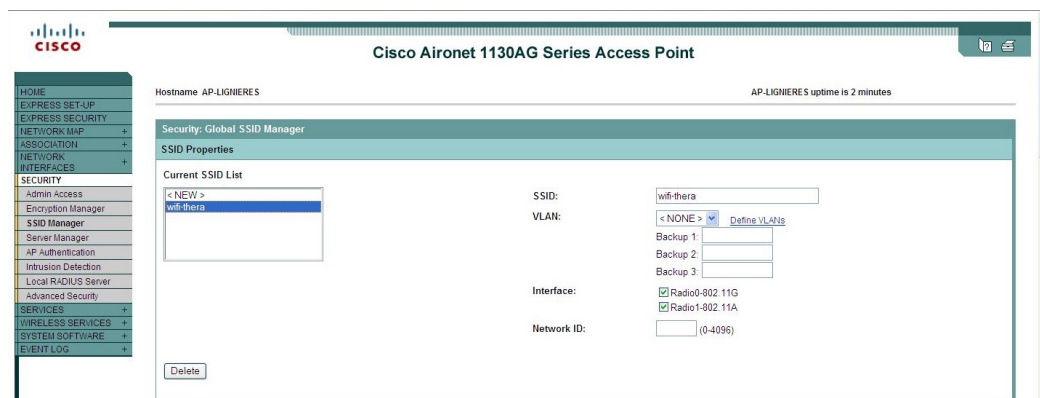 CISCO
Cisco Aironet 1130AG Series Access Point
HOME
EXPRESS SET-UP
EXPRESS SECURITY
NETWORK MAP +
ASSOCIATION +
NETWORK INTERFACES +
SECURITY
Admin Access
Encryption Manager
SSID Manager
Server Manager
AP Authentication
Intrusion Detection
Local RADIUS Server
Advanced Security
SERVICES +
WIRELESS SERVICES +
SYSTEM SOFTWARE +
EVENT LOG +
Hostname AP-LIGNIERES
AP-LIGNIERES uptime is 2 minutes
Security: Global SSID Manager
SSID Properties
Current SSID List
< NEW >
wifi-thera
SSID: wifi-thera
VLAN: < NONE > Define VLANs
Backup 1:
Backup 2:
Backup 3:
Interface: Radio0-802.11G
Radio1-802.11A
Network ID: (0-4096)
Delete